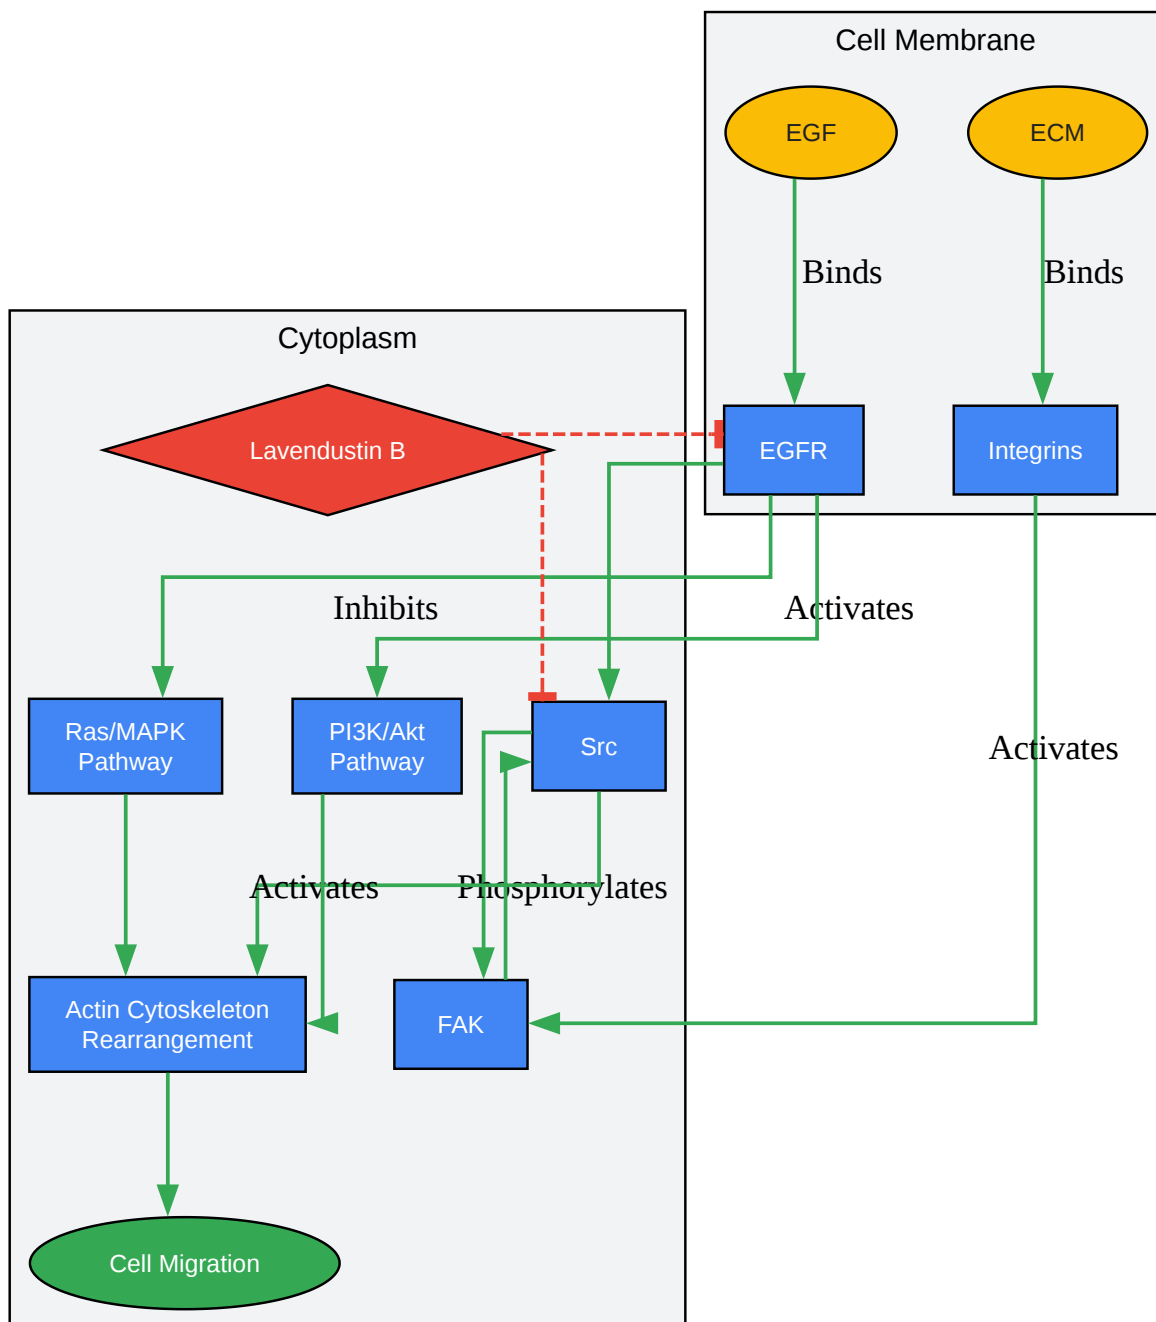 Cell Membrane
EGF
ECM
Binds
Binds
Cytoplasm
Lavendustin B
EGFR
Integrins
Inhibits
Activates
Ras/MAPK
Pathway
PI3K/Akt
Pathway
Src
Activates
Activates
Phosphorylates
Actin Cytoskeleton
Rearrangement
FAK
Cell Migration